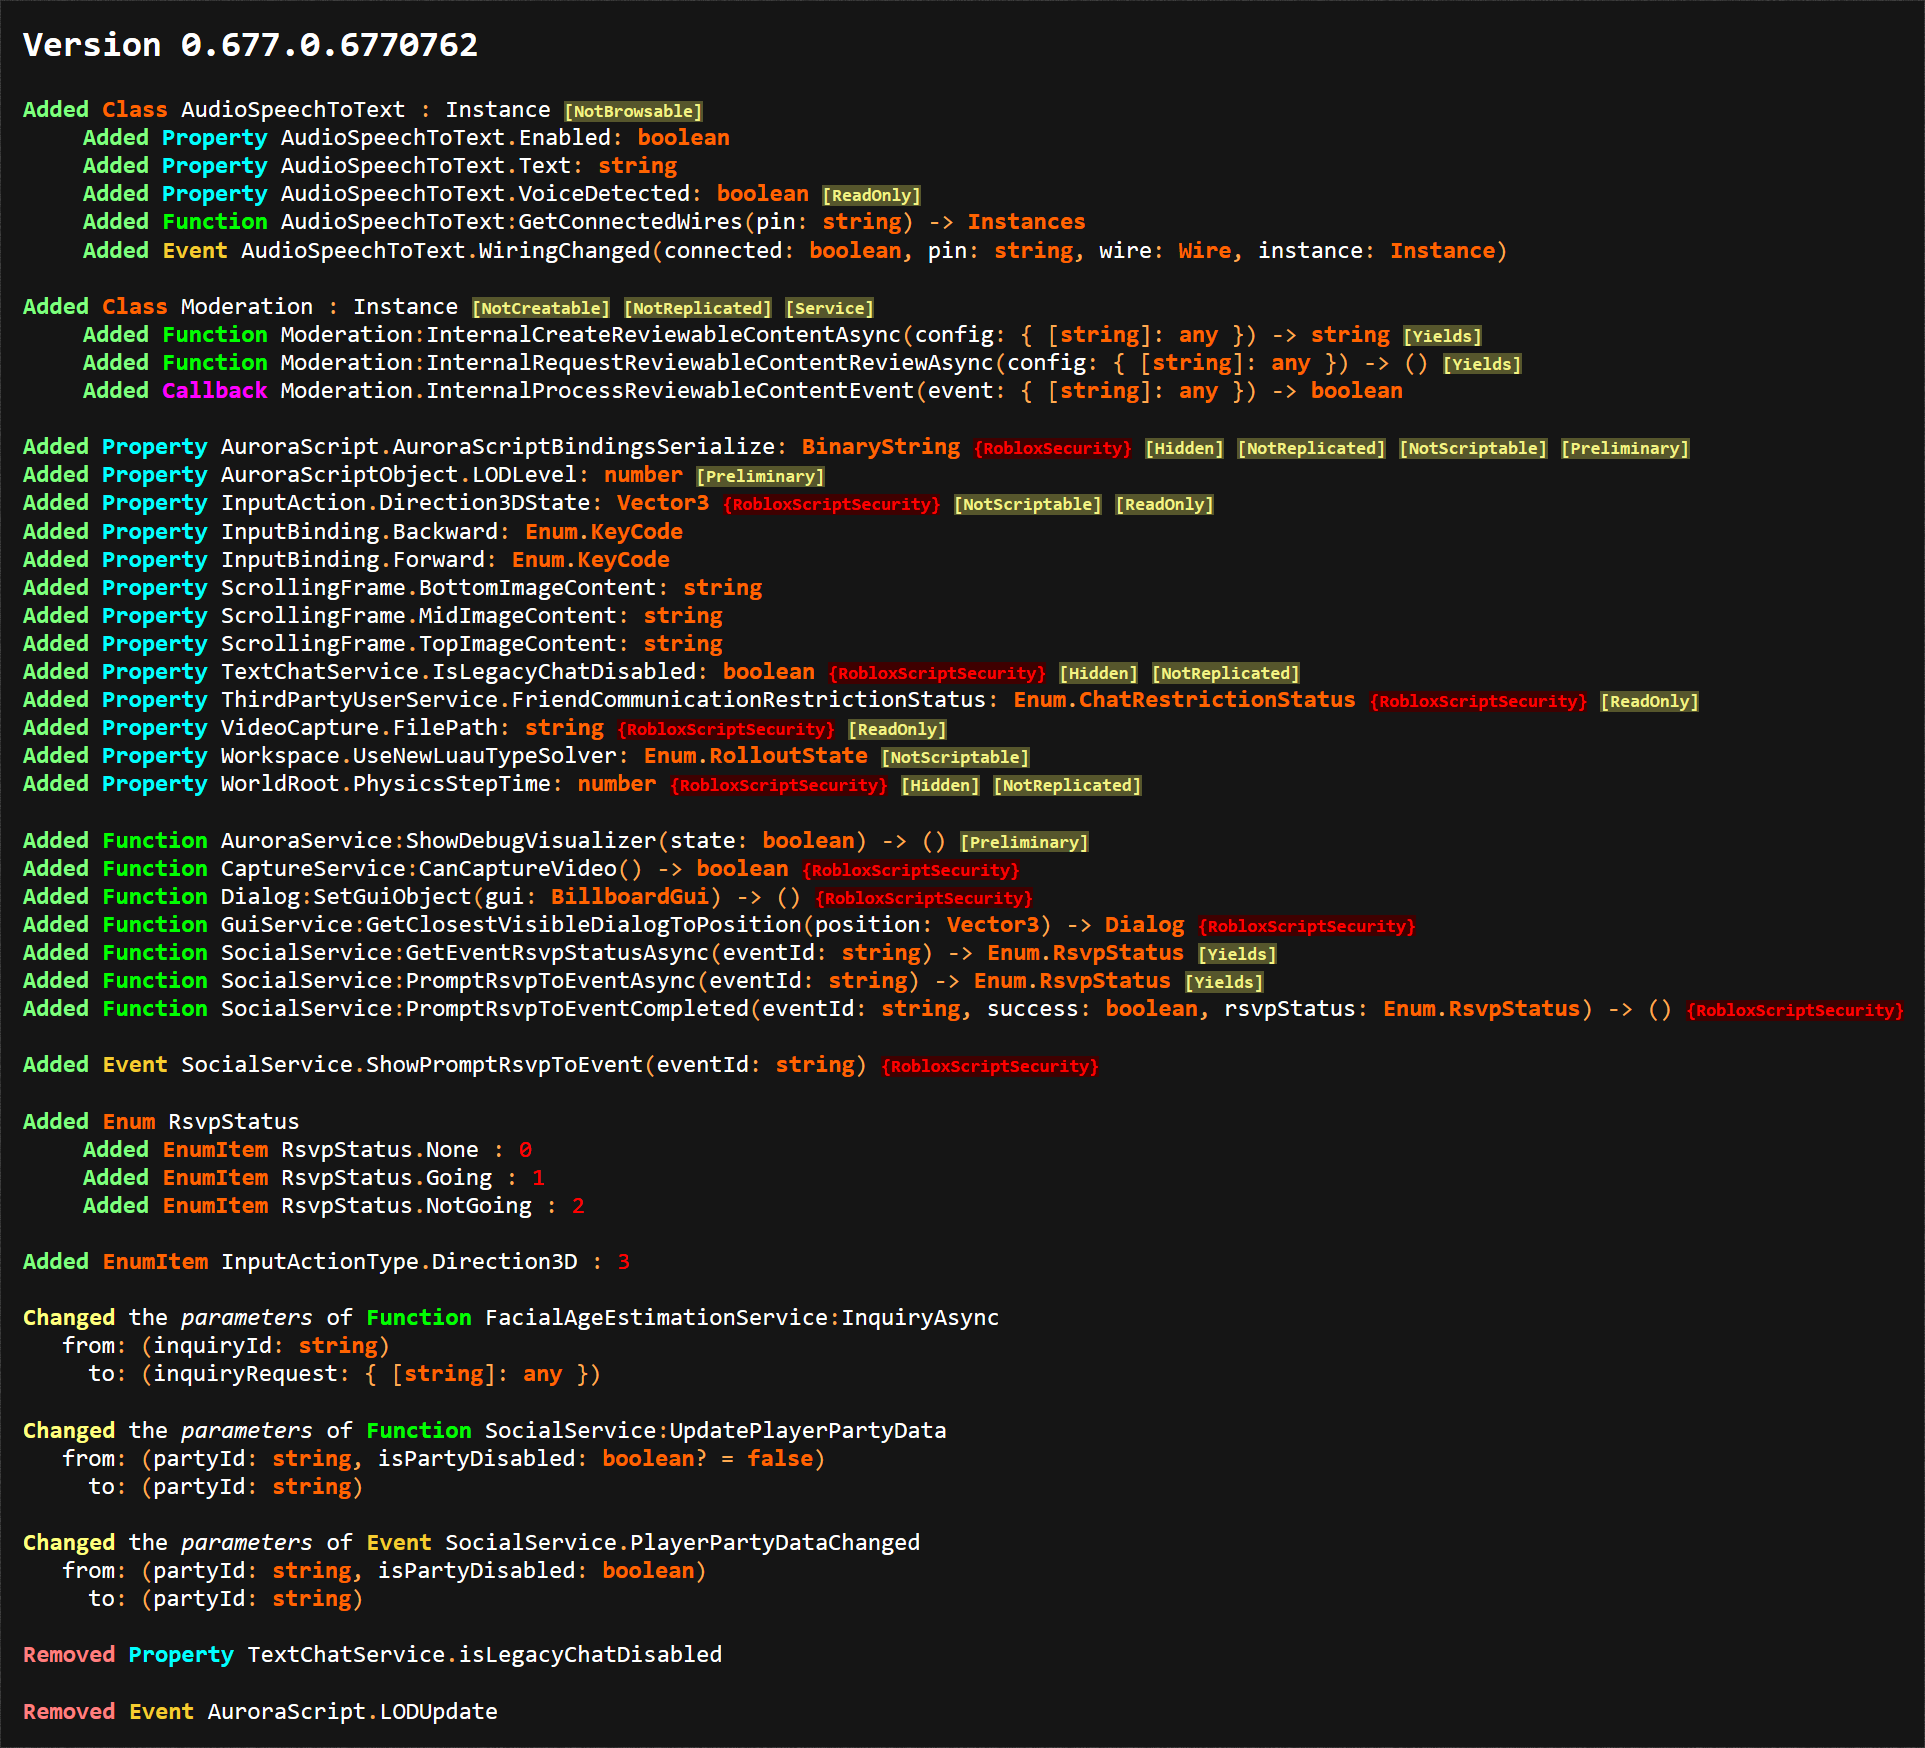 Version 0.677.0.6770762
Added Class AudioSpeechToText : Instance [NotBrowsable]
Added Property AudioSpeechToText.Enabled: boolean
Added Property AudioSpeechToText.Text: string
Added Property AudioSpeechToText.VoiceDetected: boolean [ReadOnly]
Added Function AudioSpeechToText:GetConnectedWires(pin: string) -> Instances
Added Event AudioSpeechToText.WiringChanged(connected: boolean, pin: string, wire: Wire, instance: Instance)
Added Class Moderation : Instance [NotCreatable] [NotReplicated] [Service]
Added Function Moderation:InternalCreateReviewableContentAsync(config: { [string]: any }) -> string [Yields]
Added Function Moderation:InternalRequestReviewableContentReviewAsync(config: { [string]: any }) -> () [Yields]
Added Callback Moderation.InternalProcessReviewableContentEvent(event: { [string]: any }) -> boolean
Added Property AuroraScript.AuroraScriptBindingsSerialize: BinaryString {RobloxSecurity} [Hidden] [NotReplicated] [NotScriptable] [Preliminary]
Added Property AuroraScriptObject.LODLevel: number [Preliminary]
Added Property InputAction.Direction3DState: Vector3 {RobloxScriptSecurity} [NotScriptable] [ReadOnly]
Added Property InputBinding.Backward: Enum.KeyCode
Added Property InputBinding.Forward: Enum.KeyCode
Added Property ScrollingFrame.BottomImageContent: string
Added Property ScrollingFrame.MidImageContent: string
Added Property ScrollingFrame.TopImageContent: string
Added Property TextChatService.IsLegacyChatDisabled: boolean {RobloxScriptSecurity} [Hidden] [NotReplicated]
Added Property ThirdPartyUserService.FriendCommunicationRestrictionStatus: Enum.ChatRestrictionStatus {RobloxScriptSecurity} [ReadOnly]
Added Property VideoCapture.FilePath: string {RobloxScriptSecurity} [ReadOnly]
Added Property Workspace.UseNewLuauTypeSolver: Enum.RolloutState [NotScriptable]
Added Property WorldRoot.PhysicsStepTime: number {RobloxScriptSecurity} [Hidden] [NotReplicated]
Added Function AuroraService:ShowDebugVisualizer(state: boolean) -> () [Preliminary]
Added Function CaptureService:CanCaptureVideo() -> boolean {RobloxScriptSecurity}
Added Function Dialog:SetGuiObject(gui: BillboardGui) -> () {RobloxScriptSecurity}
Added Function GuiService:GetClosestVisibleDialogToPosition(position: Vector3) -> Dialog {RobloxScriptSecurity}
Added Function SocialService:GetEventRsvpStatusAsync(eventId: string) -> Enum.RsvpStatus [Yields]
Added Function SocialService:PromptRsvpToEventAsync(eventId: string) -> Enum.RsvpStatus [Yields]
Added Function SocialService:PromptRsvpToEventCompleted(eventId: string, success: boolean, rsvpStatus: Enum.RsvpStatus) -> () {RobloxScriptSecurity}
Added Event SocialService.ShowPromptRsvpToEvent(eventId: string) {RobloxScriptSecurity}
Added Enum RsvpStatus
Added EnumItem RsvpStatus.None : 0
Added EnumItem RsvpStatus.Going : 1
Added EnumItem RsvpStatus.NotGoing : 2
Added EnumItem InputActionType.Direction3D : 3
Changed the parameters of Function FacialAgeEstimationService:InquiryAsync
from: (inquiryId: string)
to: (inquiryRequest: { [string]: any })
Changed the parameters of Function SocialService:UpdatePlayerPartyData
from: (partyId: string, isPartyDisabled: boolean? = false)
to: (partyId: string)
Changed the parameters of Event SocialService.PlayerPartyDataChanged
from: (partyId: string, isPartyDisabled: boolean)
to: (partyId: string)
Removed Property TextChatService.isLegacyChatDisabled
Removed Event AuroraScript.LODUpdate